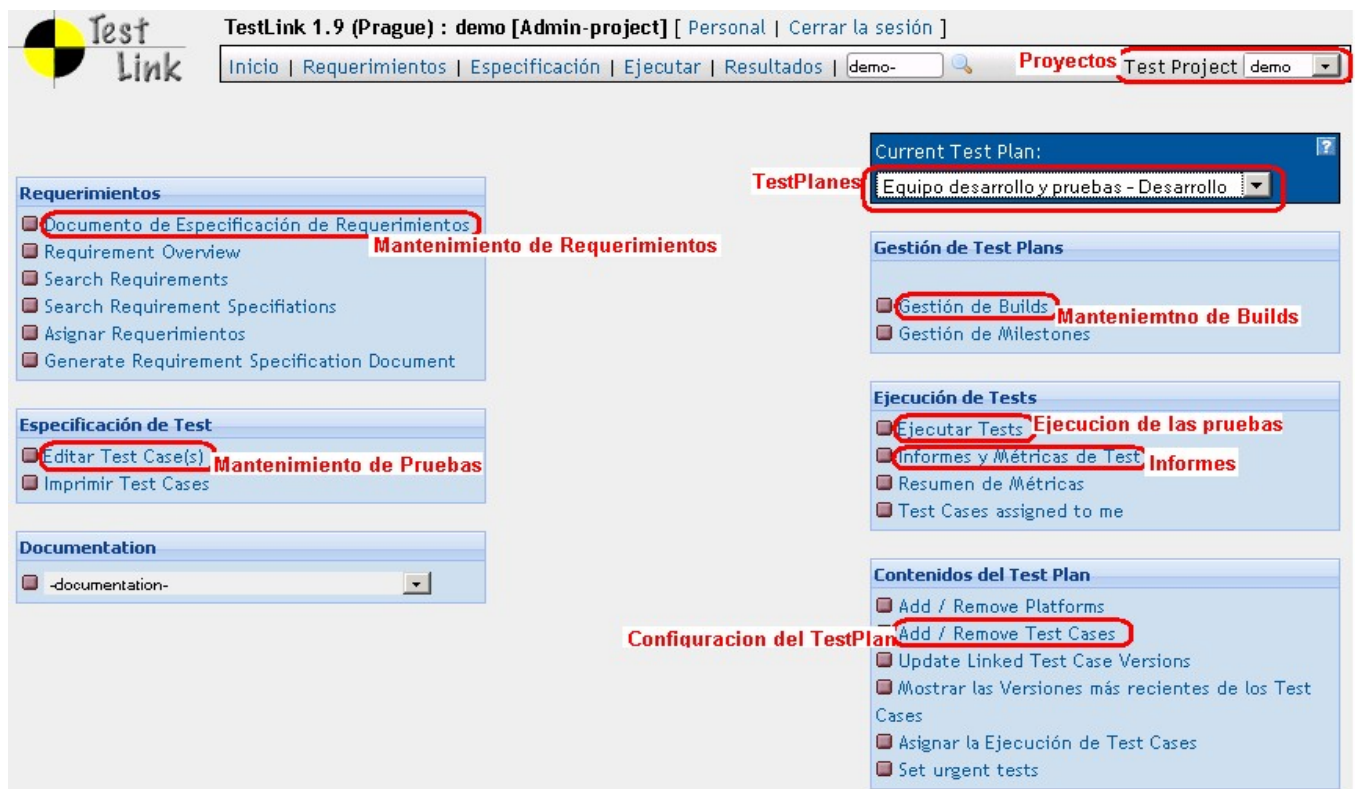 Test Link
TestLink 1.9 (Prague) : demo [Admin-project] [ Personal | Cerrar la sesión ]
Inicio | Requerimientos | Especificación | Ejecutar | Resultados | demo-
Proyectos Test Project demo
Requerimientos
Documento de Especificación de Requerimientos
Mantenimiento de Requerimientos
Requirement Overview
Search Requirements
Search Requirement Specifiations
Asignar Requerimientos
Generate Requirement Specification Document
Especificación de Test
Editar Test Case(s)
Mantenimiento de Pruebas
Imprimir Test Cases
Documentation
-documentation-
Current Test Plan:
?
TestPlanes Equipo desarrollo y pruebas - Desarrollo
Gestión de Test Plans
Gestión de Builds
Manteniemtno de Builds
Gestión de Milestones
Ejecución de Tests
Ejecutar Tests Ejecucion de las pruebas
Informes y Métricas de Test Informes
Resumen de Métricas
Test Cases assigned to me
Contenidos del Test Plan
Add / Remove Platforms
Configuracion del TestPlan Add / Remove Test Cases
Update Linked Test Case Versions
Mostrar las Versiones más recientes de los Test
Cases
Asignar la Ejecución de Test Cases
Set urgent tests